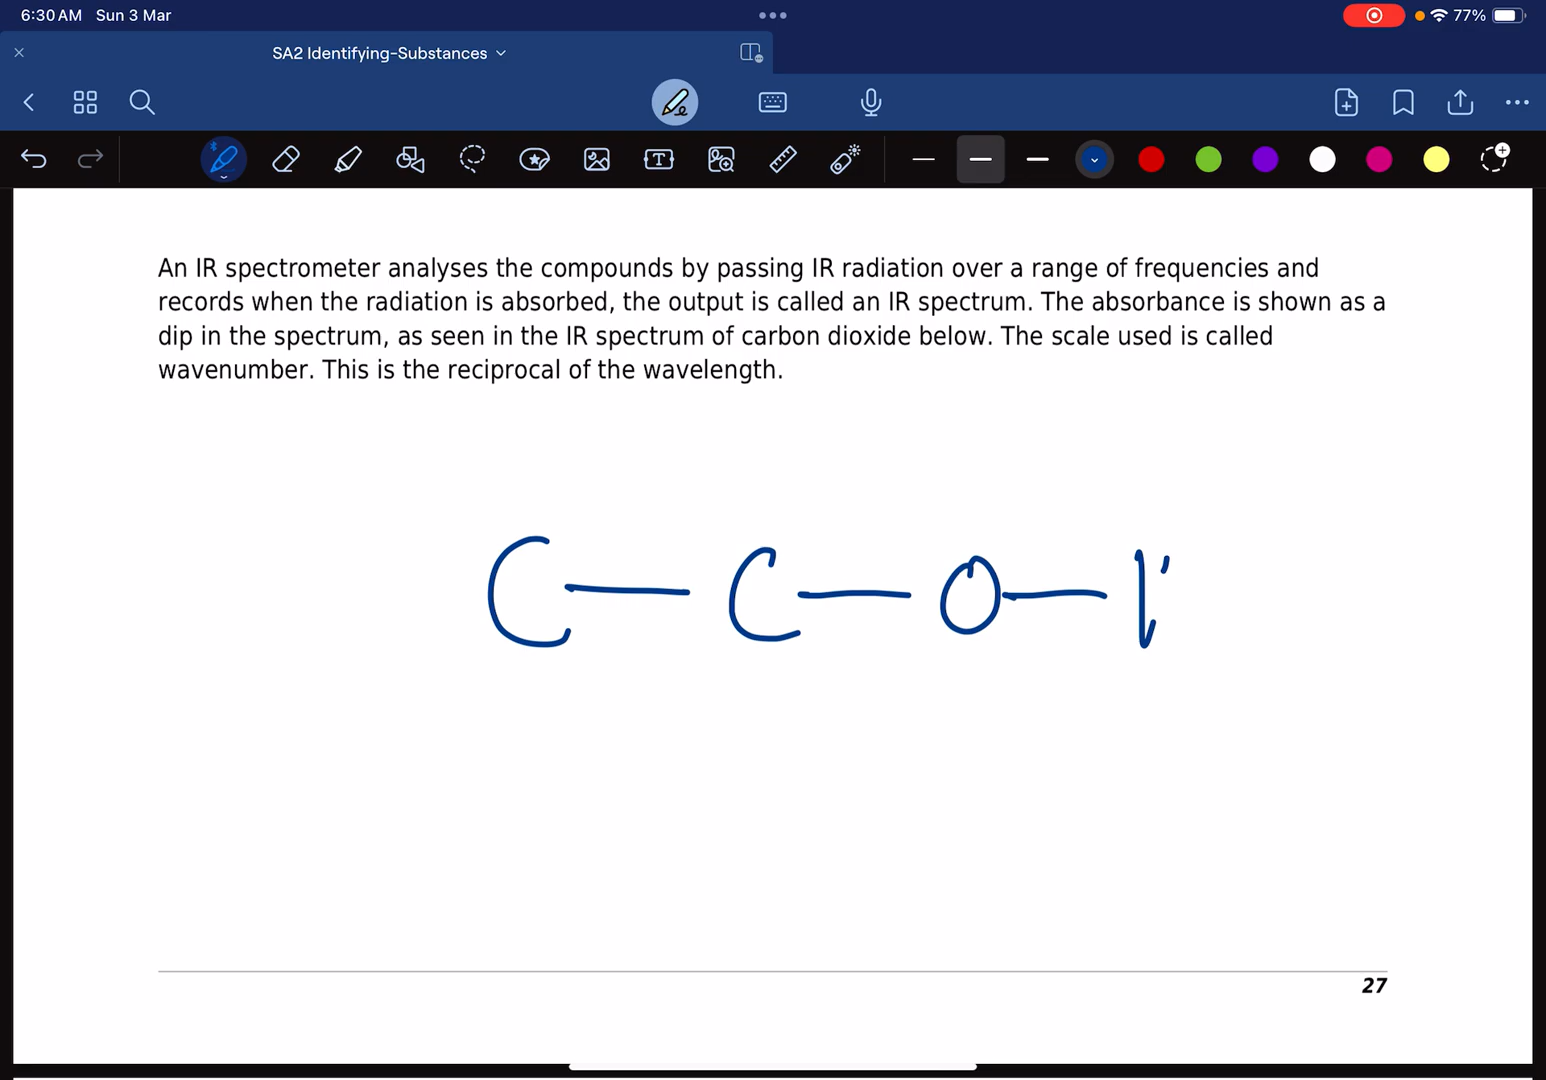 6:30 AM Sun 3 Mar
77%
SA2 Identifying-Substances
T
An IR spectrometer analyses the compounds by passing IR radiation over a range of frequencies and
records when the radiation is absorbed, the output is called an IR spectrum. The absorbance is shown as a
dip in the spectrum, as seen in the IR spectrum of carbon dioxide below. The scale used is called
wavenumber. This is the reciprocal of the wavelength.
C — C — O —
27